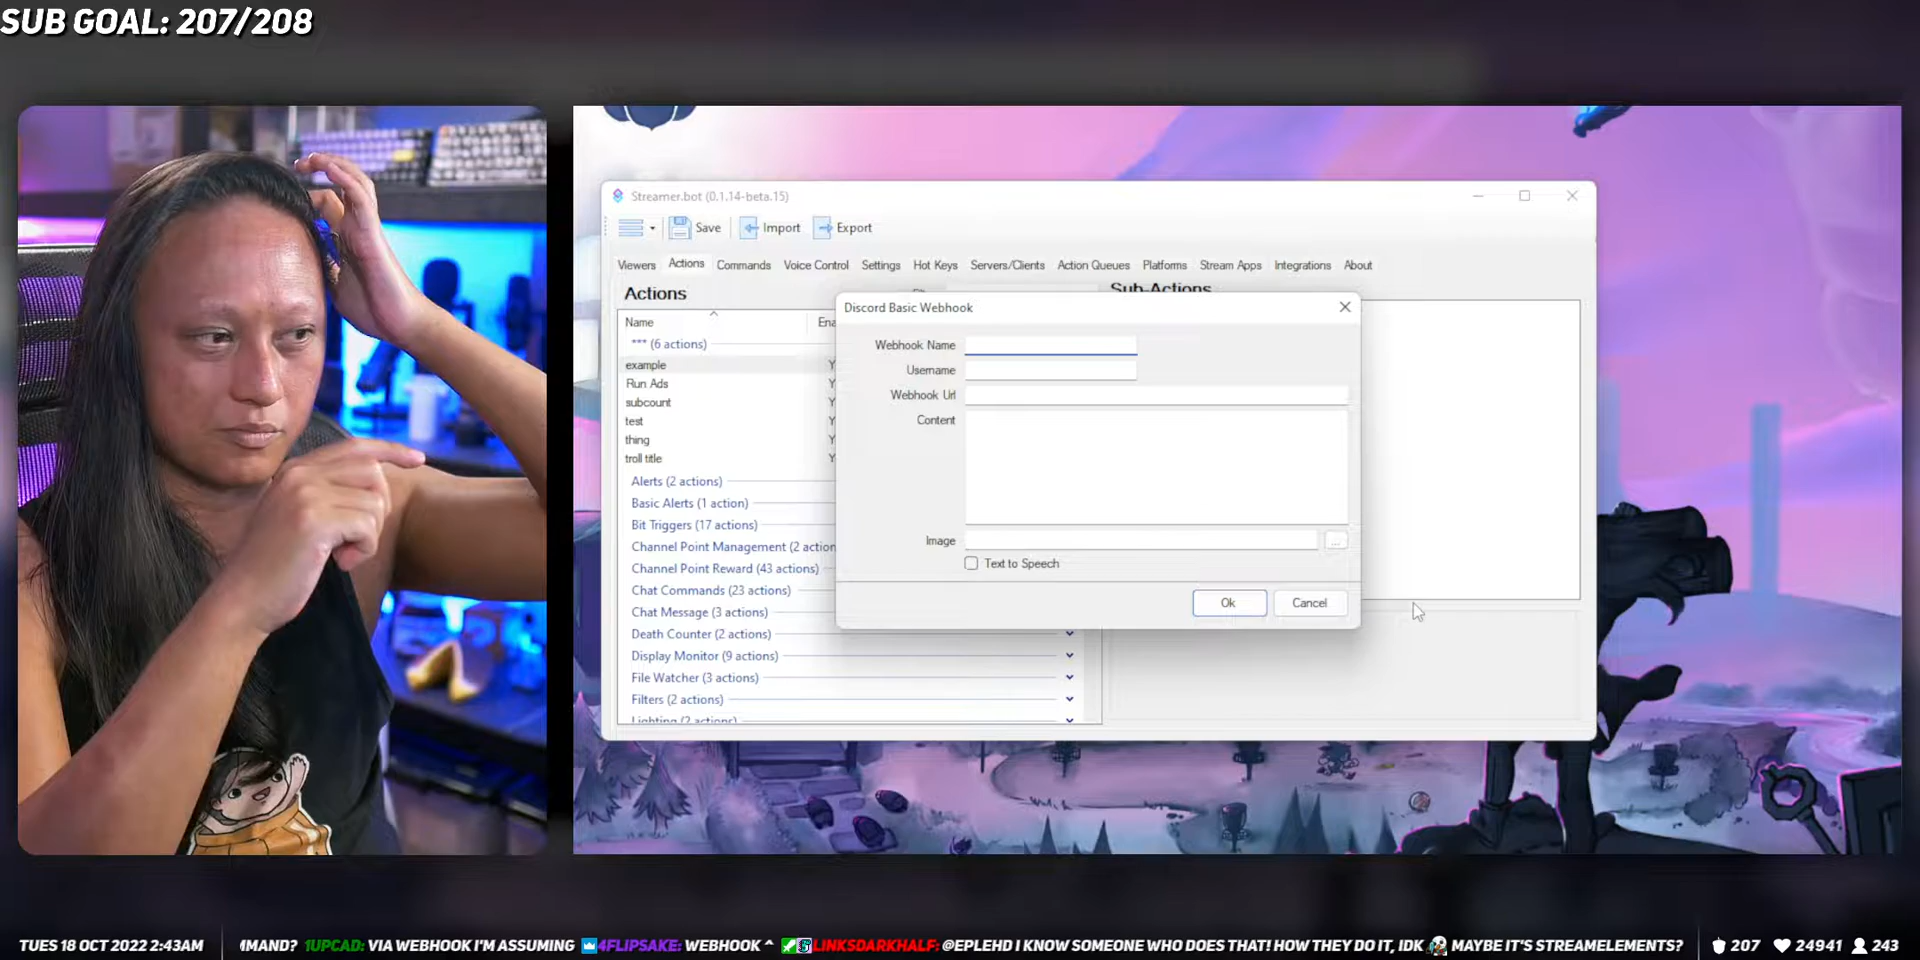 SUB GOAL: 207/208
Streamer.bot (0.1.14-beta.15)
Save
Import
Export
Viewers
Actions
Commands
Voice Control
Settings
Hot Keys
Servers/Clients
Action Queues
Platforms
Stream Apps
Integrations
About
Actions
Sub-Actions
Name
Ena
*** (6 actions)
example
Run Ads
subcount
test
thing
troll title
Alerts (2 actions)
Basic Alerts (1 action)
Bit Triggers (17 actions)
Channel Point Management (2 action
Channel Point Reward (43 actions)
Chat Commands (23 actions)
Chat Message (3 actions)
Death Counter (2 actions)
Display Monitor (9 actions)
File Watcher (3 actions)
Filters (2 actions)
Lighting (2 actions)
Discord Basic Webhook
Webhook Name
Username
Webhook Url
Content
Image
...
Text to Speech
Ok
Cancel
TUES 18 OCT 2022 2:43AM
MMAND? 1UPCAD: VIA WEBHOOK I'M ASSUMING 4FLIPSAKE: WEBHOOK ^ LINKSDARKHALF: @EPLEHD I KNOW SOMEONE WHO DOES THAT! HOW THEY DO IT, IDK MAYBE IT'S STREAMELEMENTS?
207 24941 243